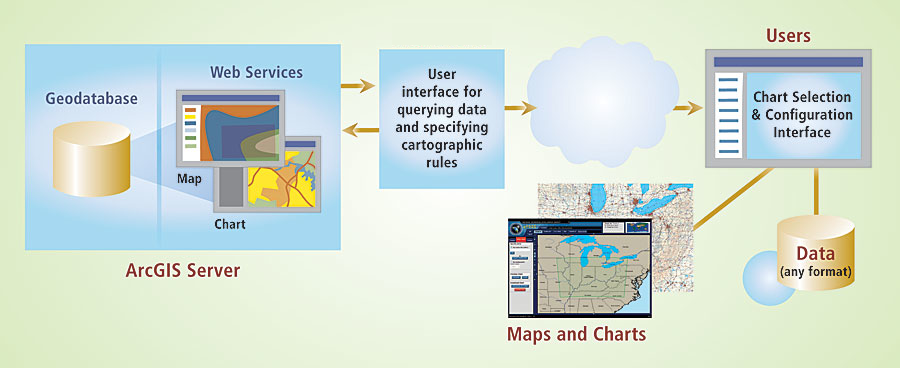 Users
Web Services
Geodatabase
Map
Chart
ArcGIS Server
User
interface for
querying data
and specifying
cartographic
rules
Chart Selection
& Configuration
Interface
Data
(any format)
Maps and Charts